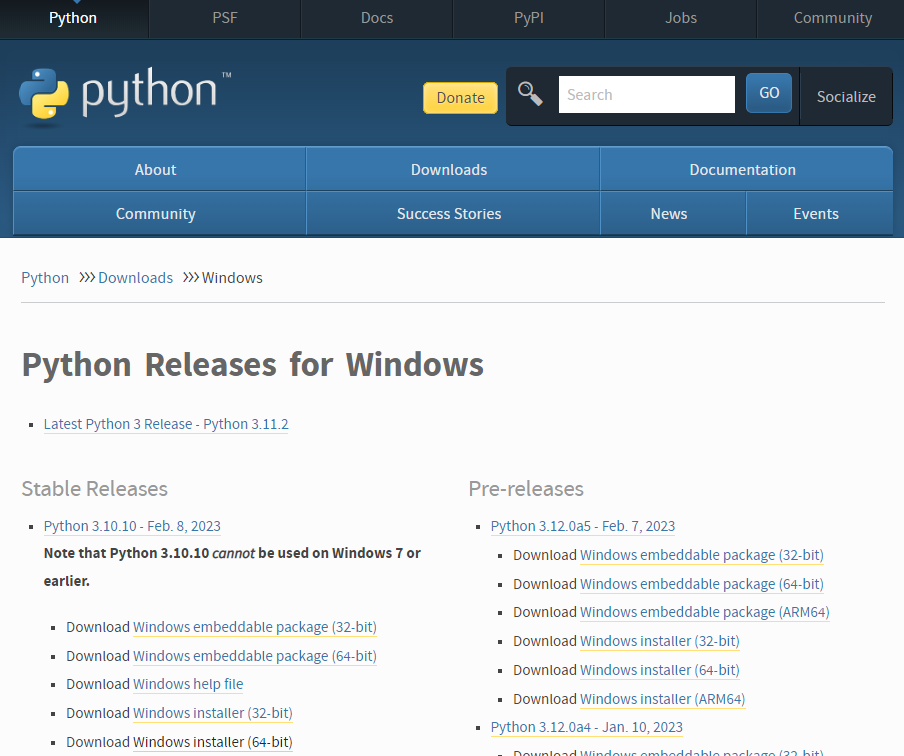 Python PSF Docs PyPI Jobs Community
python™ Donate Search GO Socialize
About Downloads Documentation
Community Success Stories News Events
Python >>> Downloads >>> Windows
Python Releases for Windows
Latest Python 3 Release - Python 3.11.2
Stable Releases
Python 3.10.10 - Feb. 8, 2023
Note that Python 3.10.10 cannot be used on Windows 7 or
earlier.
Download Windows embeddable package (32-bit)
Download Windows embeddable package (64-bit)
Download Windows help file
Download Windows installer (32-bit)
Download Windows installer (64-bit)
Pre-releases
Python 3.12.0a5 - Feb. 7, 2023
Download Windows embeddable package (32-bit)
Download Windows embeddable package (64-bit)
Download Windows embeddable package (ARM64)
Download Windows installer (32-bit)
Download Windows installer (64-bit)
Download Windows installer (ARM64)
Python 3.12.0a4 - Jan. 10, 2023
Download Windows embeddable package (32-bit)